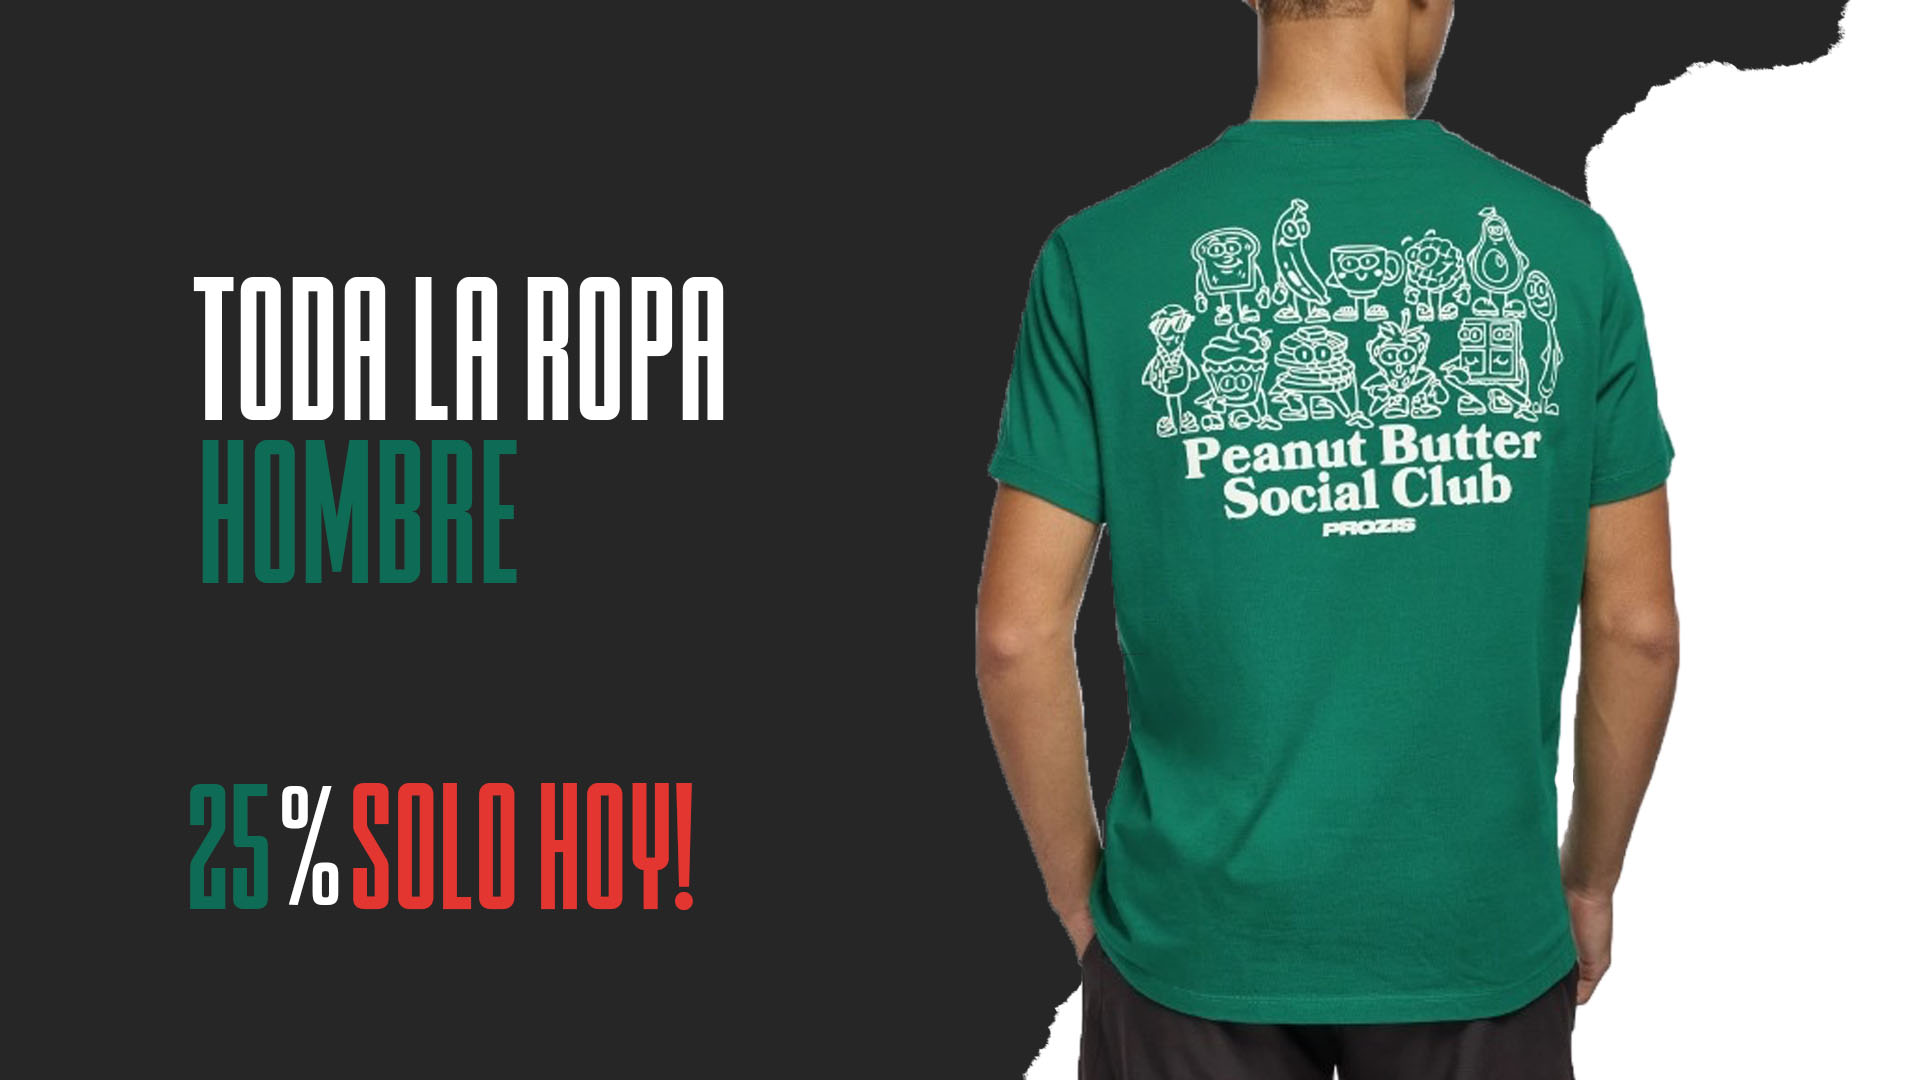 TODA LA ROPA
HOMBRE
25% SOLO HOY!
Peanut Butter
Social Club
PROZIS